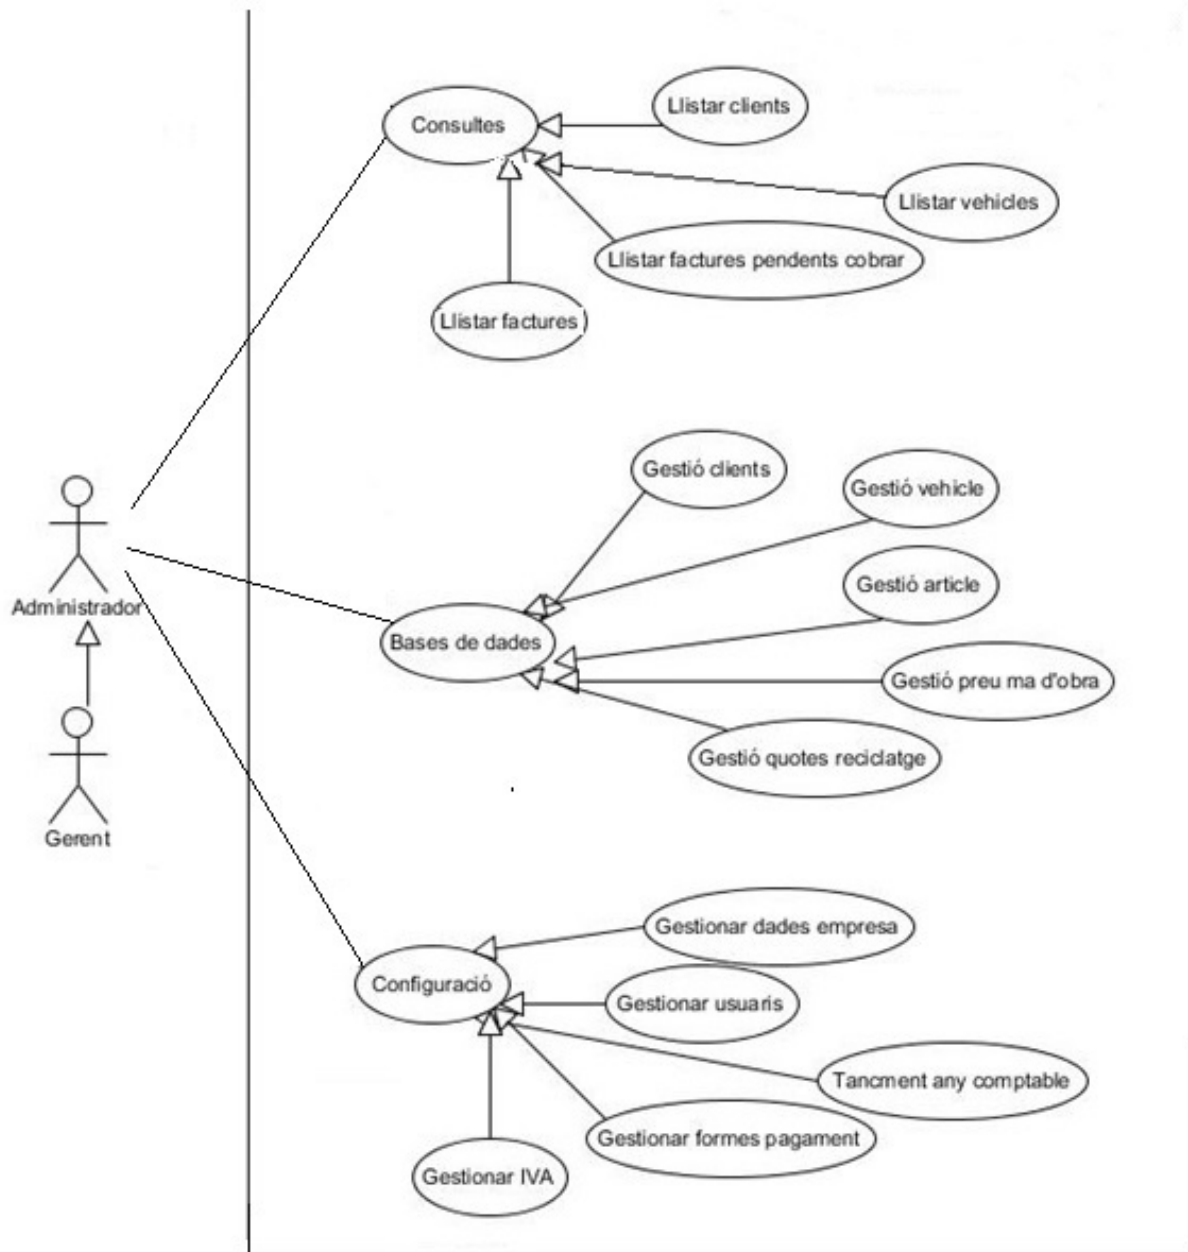 Llistar clients
Consultes
Llistar vehicles
Llistar factures pendents cobrar
Llistar factures
Gestió clients
Gestió vehicle
Administrador
Gestió article
Bases de dades
Gestió preu ma d'obra
Gestió quotes reciclatge
Gerent
Gestionar dades empresa
Configuració
Gestionar usuaris
Tancment any comptable
Gestionar formes pagament
Gestionar IVA